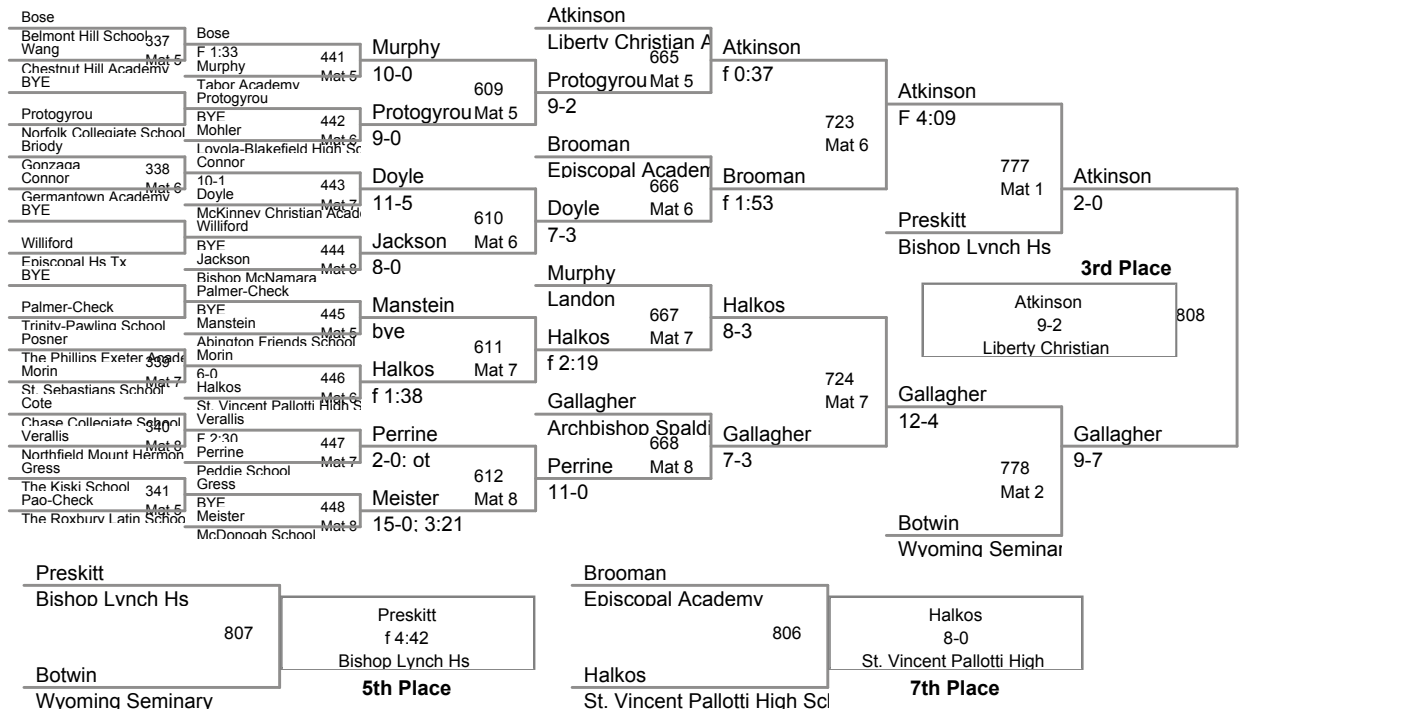 Bose
Belmont Hill School
337
Wang
Mat 5
Chestnut Hill Academy
BYE
Protogyrou
Norfolk Collegiate School
Briody
Gonzaga
338
Connor
Mat 6
Germantown Academy
BYE
Williford
Episcopal Hs Tx
BYE
Palmer-Check
Trinity-Pawling School
Posner
The Phillips Exeter Acade
339
Morin
Mat 7
St. Sebastians School
Cote
Chase Collegiate School
340
Verallis
Mat 8
Northfield Mount Hermon
Gress
The Kiski School
341
Pao-Check
Mat 5
The Roxbury Latin Schoo
Bose
F 1:33
441
Murphy
Mat 5
Tabor Academy
Protogyrou
BYE
442
Mohler
Mat 6
Loyola-Blakefield High Sc
Connor
10-1
443
Doyle
Mat 7
McKinney Christian Acade
Williford
BYE
444
Jackson
Mat 8
Bishop McNamara
Palmer-Check
BYE
445
Manstein
Mat 5
Abington Friends School
Morin
6-0
446
Halkos
Mat 6
St. Vincent Pallotti High S
Verallis
F 2:30
447
Perrine
Mat 7
Peddie School
Gress
BYE
448
Meister
Mat 8
McDonogh School
Murphy
10-0
609
Protogyrou
Mat 5
9-0
Doyle
11-5
610
Jackson
Mat 6
8-0
Manstein
bye
611
Halkos
Mat 7
f 1:38
Perrine
2-0: ot
612
Meister
Mat 8
15-0; 3:21
Atkinson
Liberty Christian A
665
Protogyrou
Mat 5
9-2
Brooman
Episcopal Academ
666
Doyle
Mat 6
7-3
Murphy
Landon
667
Halkos
Mat 7
f 2:19
Gallagher
Archbishop Spaldi
668
Perrine
Mat 8
11-0
Atkinson
f 0:37
723
Mat 6
Brooman
f 1:53
Halkos
8-3
724
Mat 7
Gallagher
7-3
Atkinson
F 4:09
777
Mat 1
Preskitt
Bishop Lynch Hs
Gallagher
12-4
778
Mat 2
Botwin
Wyoming Seminar
Atkinson
2-0
3rd Place
Atkinson
9-2
Liberty Christian
808
Gallagher
9-7
Preskitt
Bishop Lynch Hs
807
Botwin
Wyoming Seminary
Preskitt
f 4:42
Bishop Lynch Hs
5th Place
Brooman
Episcopal Academy
806
Halkos
St. Vincent Pallotti High Scl
Halkos
8-0
St. Vincent Pallotti High
7th Place